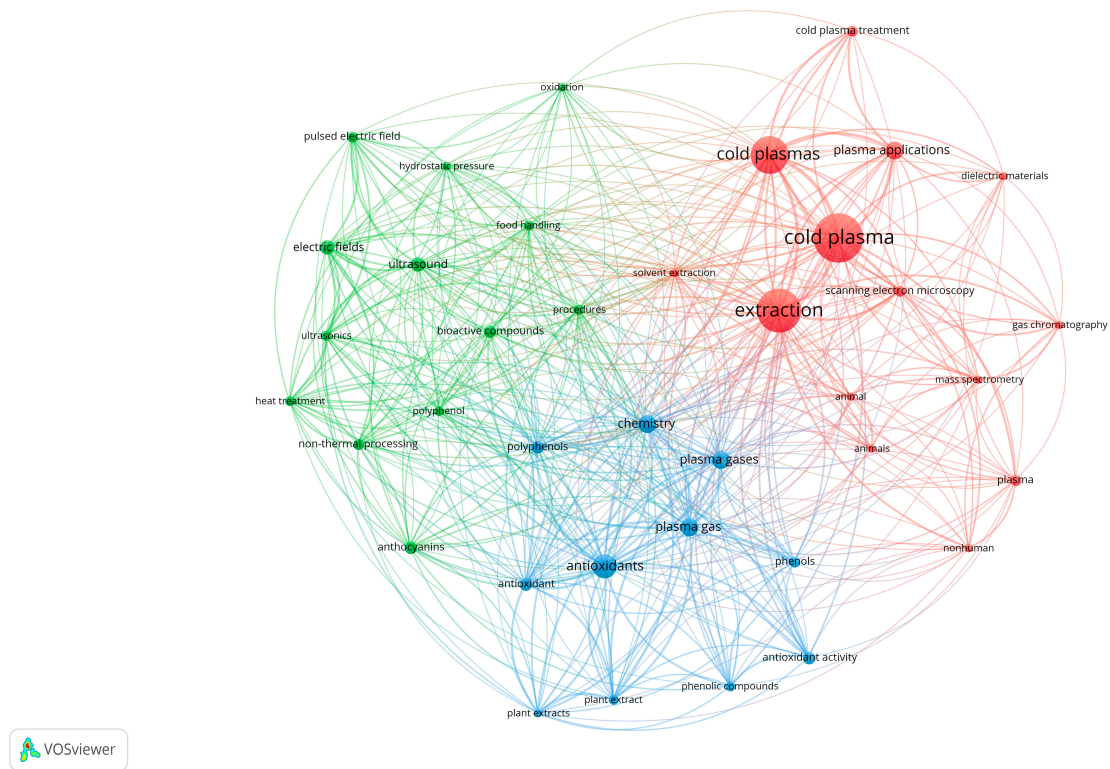 cold plasma treatment
oxidation
pulsed electric field
cold plasmas
plasma applications
hydrostatic pressure
dielectric materials
food handling
cold plasma
electric fields
ultrasound
solvent extraction
scanning electron microscopy
extraction
procedures
gas chromatography
bioactive compounds
ultrasonics
mass spectrometry
animal
heat treatment
polyphenol
chemistry
non-thermal processing
polyphenols
animals
plasma gases
plasma
plasma gas
anthocyanins
nonhuman
phenols
antioxidants
antioxidant
antioxidant activity
phenolic compounds
plant extract
plant extracts
VOSviewer